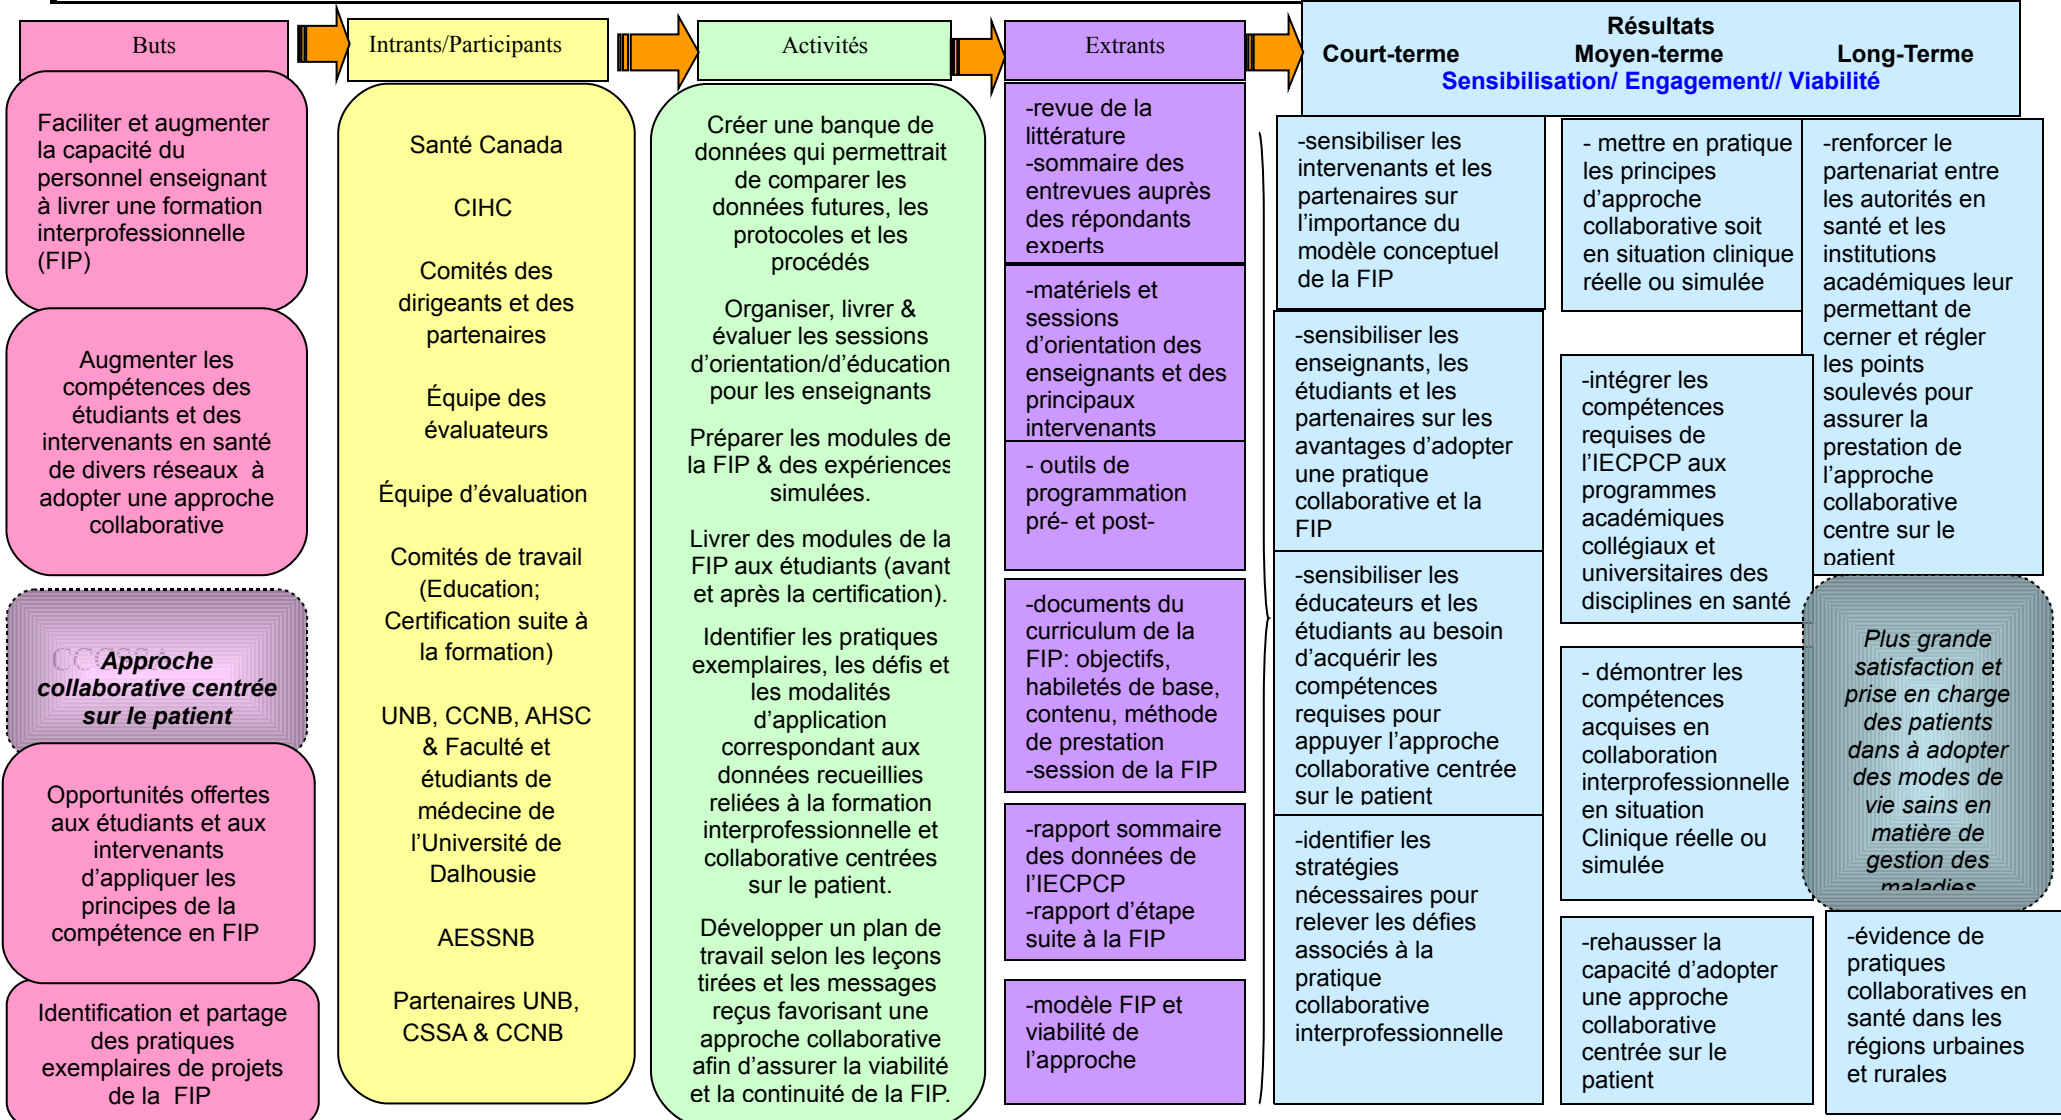 Buts
Faciliter et augmenter
la capacité du
personnel enseignant
à livrer une formation
interprofessionnelle
(FIP)
Augmenter les
compétences des
étudiants et des
intervenants en santé
de divers réseaux à
adopter une approche
collaborative
Approche
collaborative centrée
sur le patient
Opportunités offertes
aux étudiants et aux
intervenants
d’appliquer les
principes de la
compétence en FIP
Identification et partage
des pratiques
exemplaires de projets
de la FIP
Intrants/Participants
Santé Canada
CIHC
Comités des
dirigeants et des
partenaires
Équipe des
évaluateurs
Équipe d’évaluation
Comités de travail
(Education;
Certification suite à
la formation)
UNB, CCNB, AHSC
& Faculté et
étudiants de
médecine de
l’Université de
Dalhousie
AESSNB
Partenaires UNB,
CSSA & CCNB
Activités
Créer une banque de
données qui permettrait
de comparer les
données futures, les
protocoles et les
procédés
Organiser, livrer &
évaluer les sessions
d’orientation/d’éducation
pour les enseignants
Préparer les modules de
la FIP & des expériences
simulées.
Livrer des modules de la
FIP aux étudiants (avant
et après la certification).
Identifier les pratiques
exemplaires, les défis et
les modalités
d’application
correspondant aux
données recueillies
reliées à la formation
interprofessionnelle et
collaborative centrées
sur le patient.
Développer un plan de
travail selon les leçons
tirées et les messages
reçus favorisant une
approche collaborative
afin d’assurer la viabilité
et la continuité de la FIP.
Extrants
-revue de la
littérature
-sommaire des
entrevues auprès
des répondants
experts
-matériels et
sessions
d’orientation des
enseignants et des
principaux
intervenants
- outils de
programmation
pré- et post-
-documents du
curriculum de la
FIP: objectifs,
habiletés de base,
contenu, méthode
de prestation
-session de la FIP
-rapport sommaire
des données de
l’IECPCP
-rapport d’étape
suite à la FIP
-modèle FIP et
viabilité de
l’approche
Résultats
Court-terme Moyen-terme Long-Terme
Sensibilisation/ Engagement// Viabilité
-sensibiliser les
intervenants et les
partenaires sur
l’importance du
modèle conceptuel
de la FIP
-sensibiliser les
enseignants, les
étudiants et les
partenaires sur les
avantages d’adopter
une pratique
collaborative et la
FIP
-sensibiliser les
éducateurs et les
étudiants au besoin
d’acquérir les
compétences
requises pour
appuyer l’approche
collaborative centrée
sur le patient
-identifier les
stratégies
nécessaires pour
relever les défies
associés à la
pratique
collaborative
interprofessionnelle
- mettre en pratique
les principes
d’approche
collaborative soit
en situation clinique
réelle ou simulée
-intégrer les
compétences
requises de
l’IECPCP aux
programmes
académiques
collégiaux et
universitaires des
disciplines en santé
- démontrer les
compétences
acquises en
collaboration
interprofessionnelle
en situation
Clinique réelle ou
simulée
-rehausser la
capacité d’adopter
une approche
collaborative
centrée sur le
patient
-renforcer le
partenariat entre
les autorités en
santé et les
institutions
académiques leur
permettant de
cerner et régler
les points
soulevés pour
assurer la
prestation de
l’approche
collaborative
centre sur le
patient
Plus grande
satisfaction et
prise en charge
des patients
dans à adopter
des modes de
vie sains en
matière de
gestion des
maladies
-évidence de
pratiques
collaboratives en
santé dans les
régions urbaines
et rurales